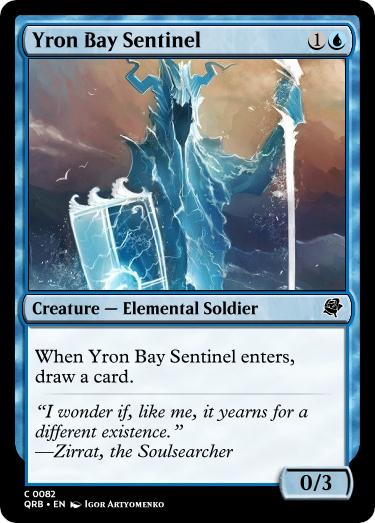 Yron Bay Sentinel 1
Creature — Elemental Soldier
When Yron Bay Sentinel enters,
draw a card.
“I wonder if, like me, it yearns for a
different existence.”
—Zirrat, the Soulsearcher
0/3
C 0082
QRB • EN Igor Artyomenko